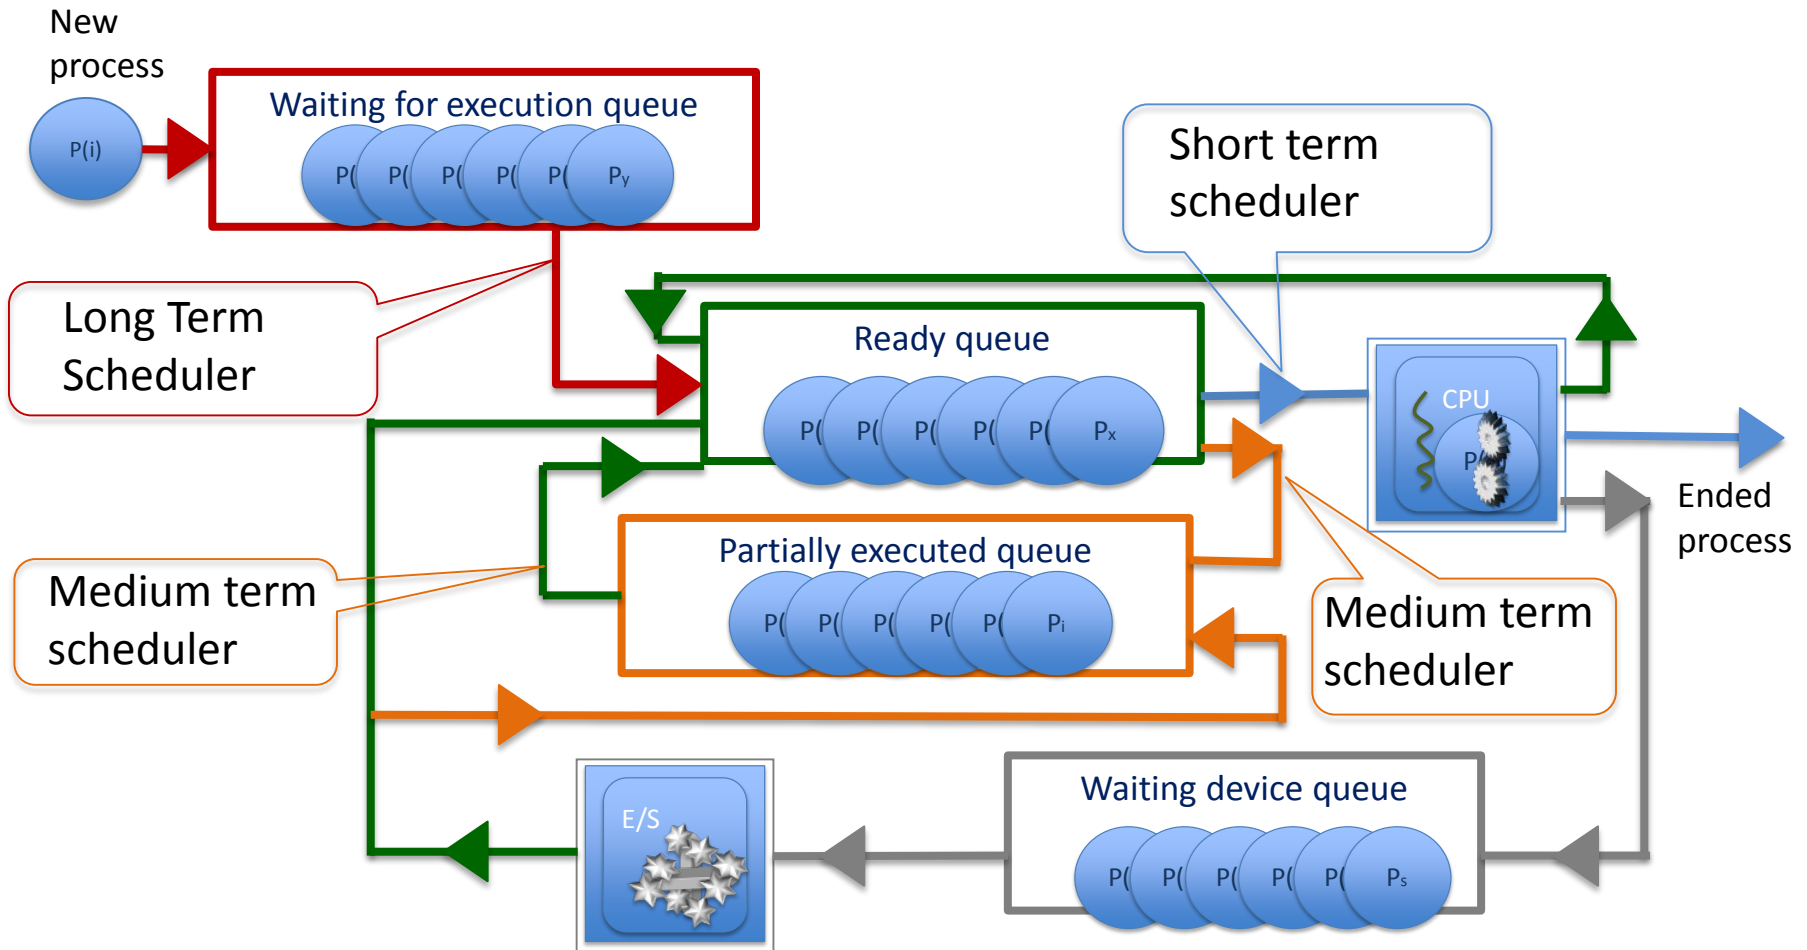 New
process
P(i)
Waiting for execution queue
P( P( P( P( P( Py
Short term
scheduler
Long Term
Scheduler
Ready queue
P( P( P( P( P( Px
CPU
Ended
process
Partially executed queue
P( P( P( P( P( Pi
Medium term
scheduler
Medium term
scheduler
Waiting device queue
P( P( P( P( P( Ps
E/S